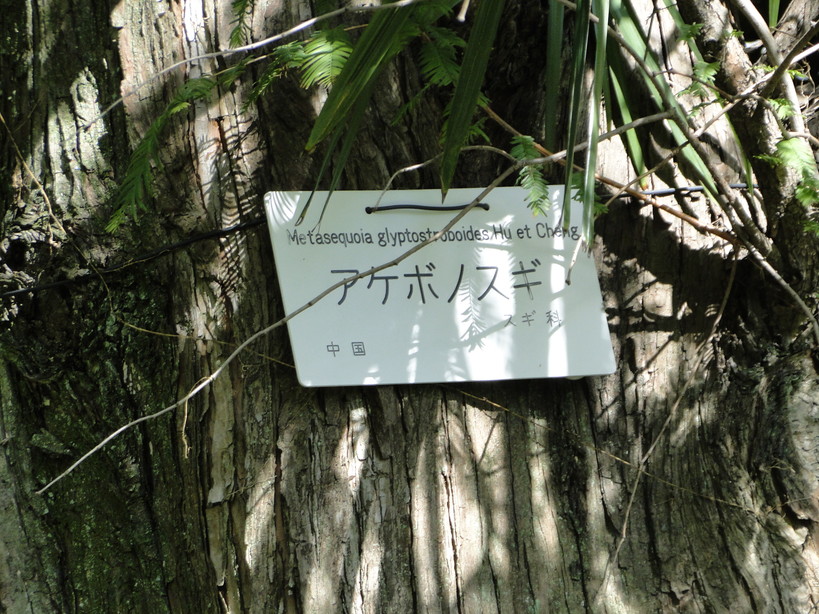 Metasequoia glyptostroboides Hu et Cheng
アケボノスギ
スギ科
中国